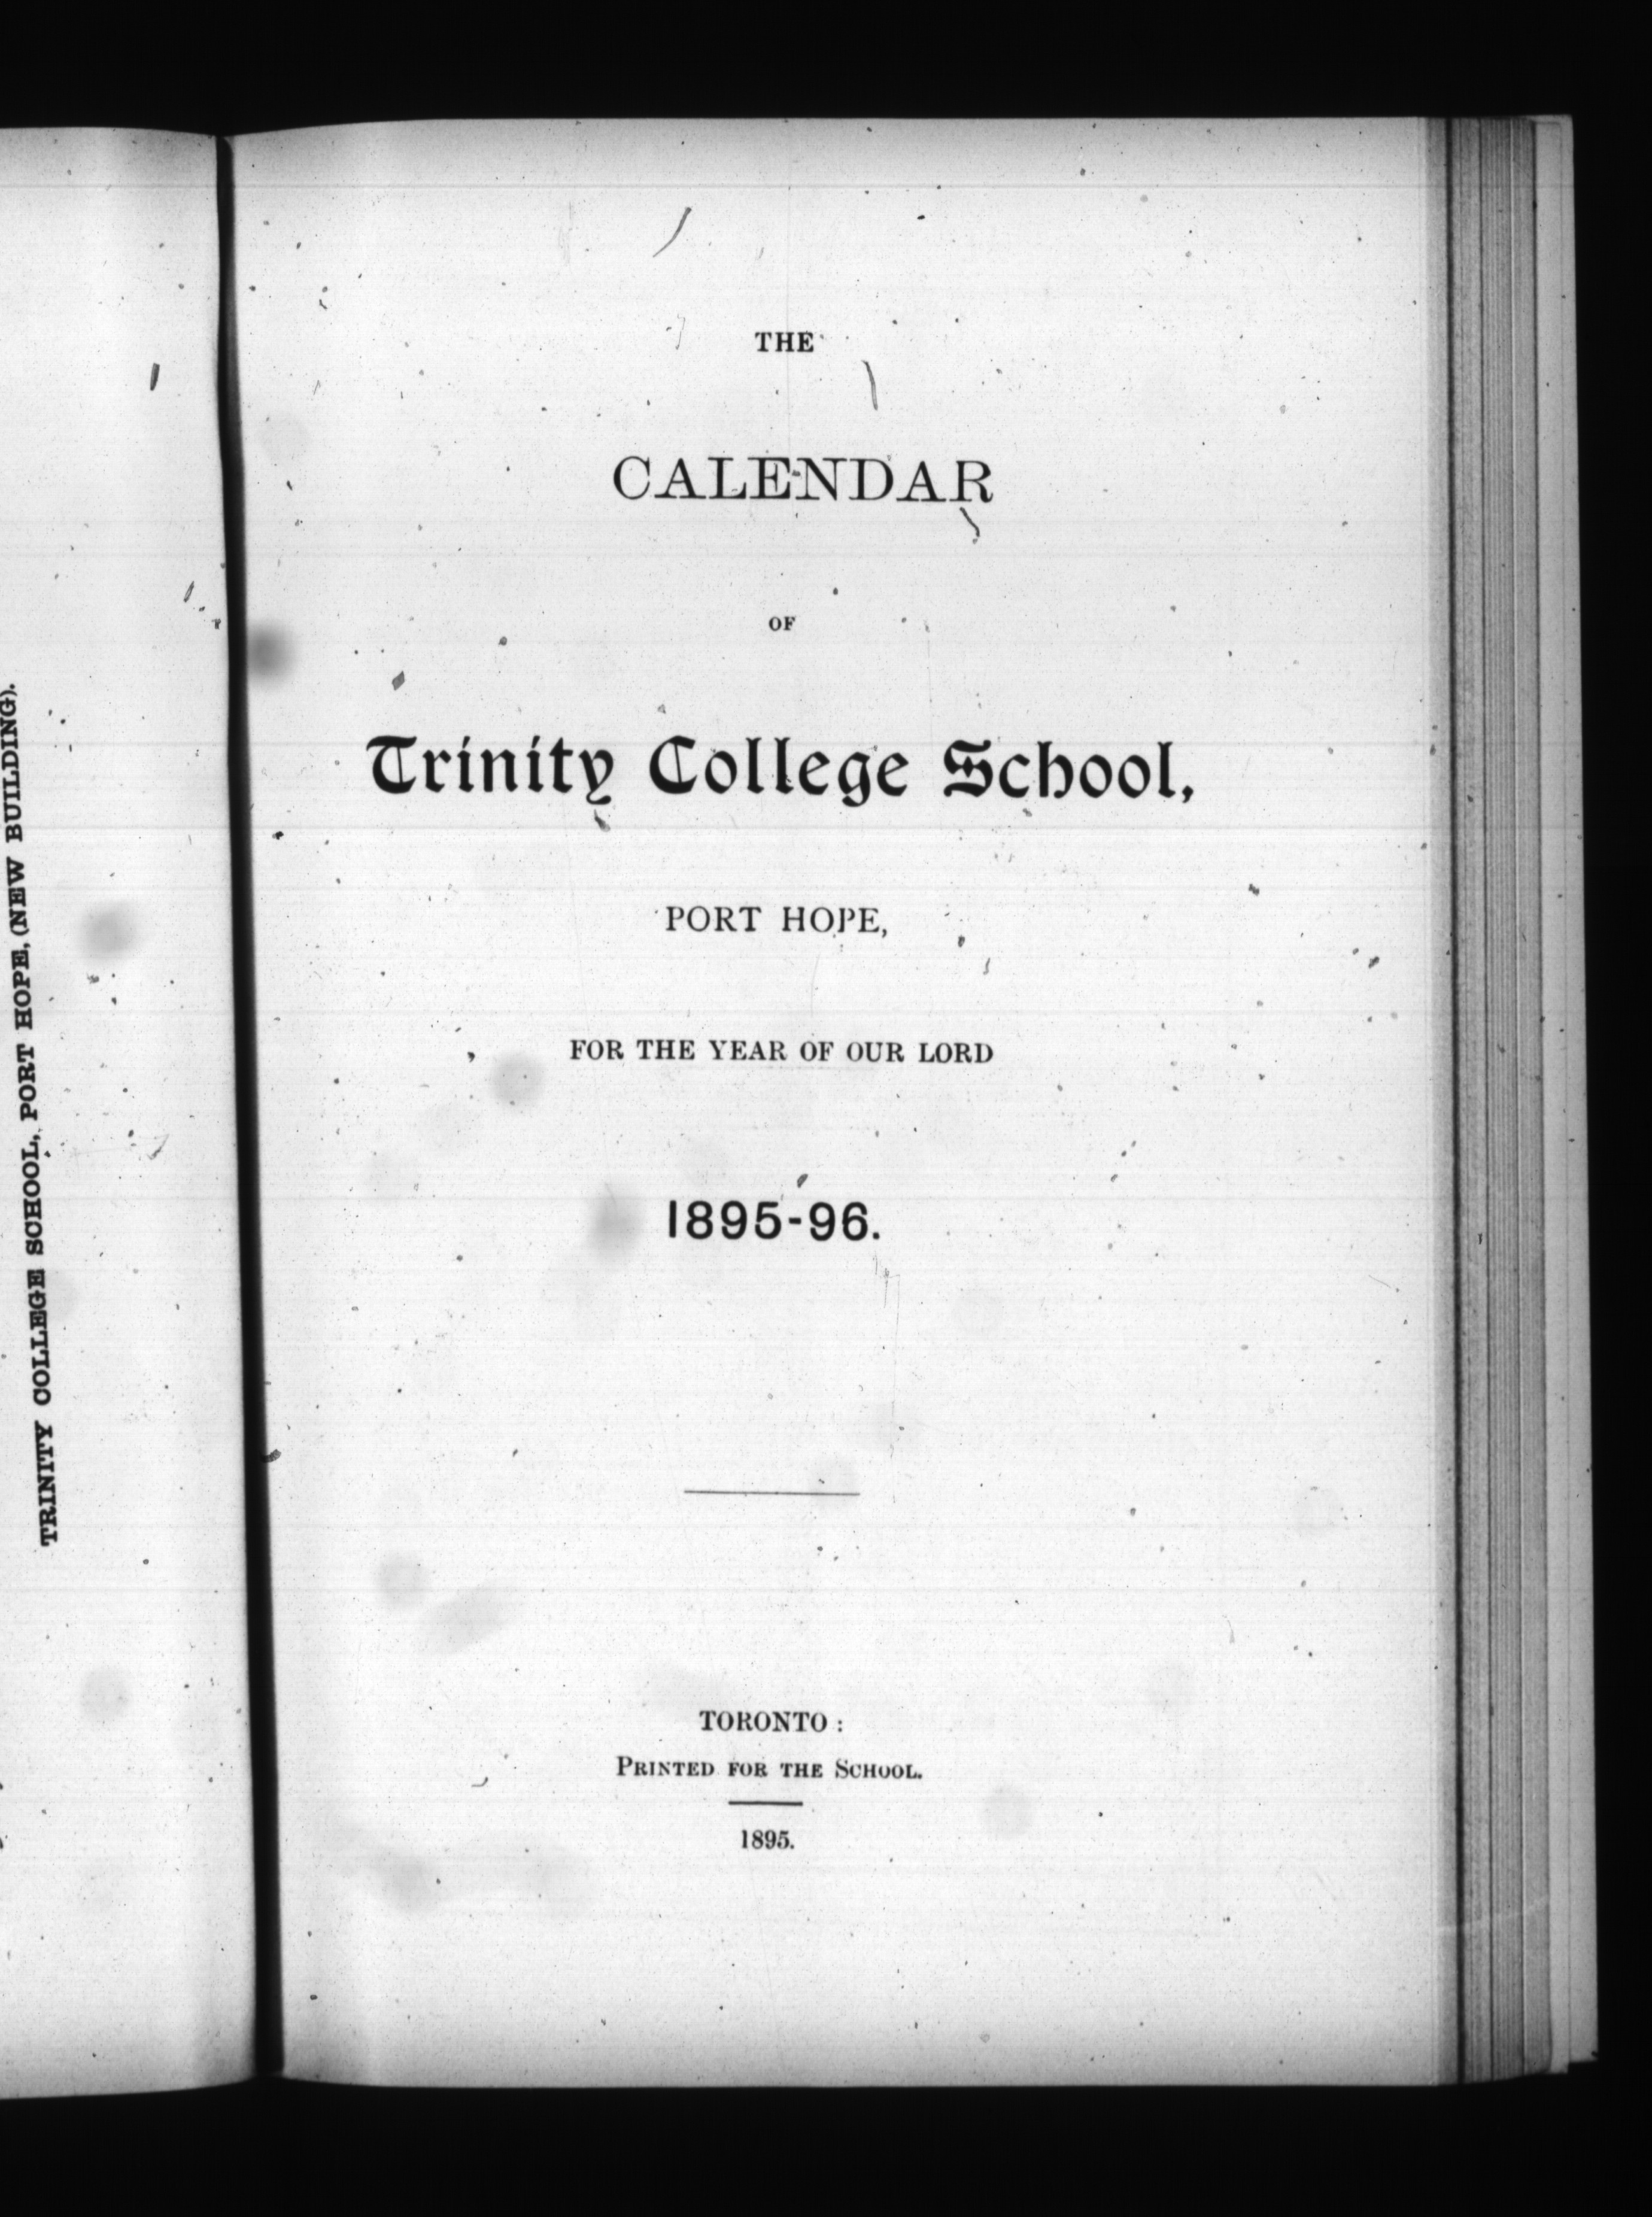 TRINITY COLLEGE SCHOOL, PORT HOPE, (NEW BUILDING).
THE
CALENDAR
OF
Trinity College School,
PORT HOPE,
FOR THE YEAR OF OUR LORD
1895-96.
TORONTO :
PRINTED FOR THE SCHOOL.
1895.